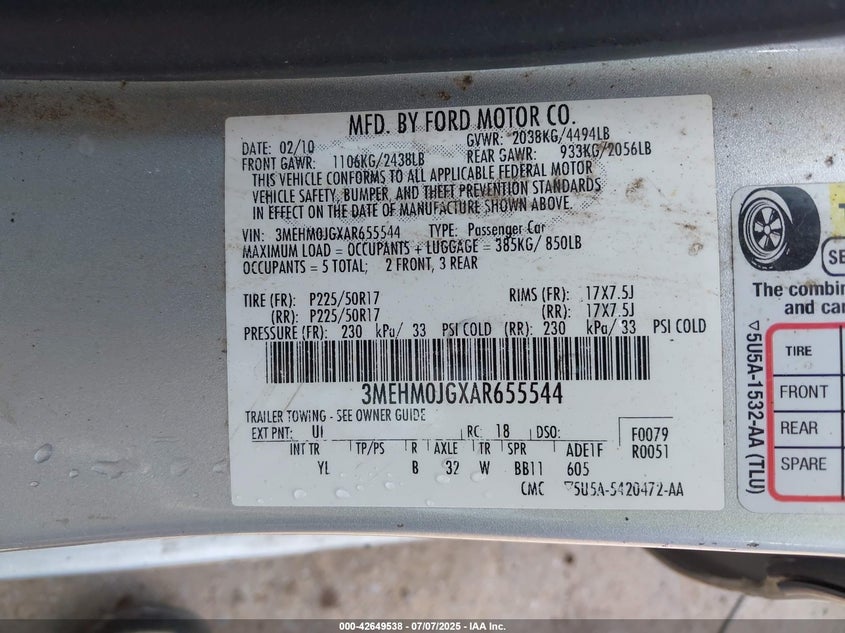 MFD. BY FORD MOTOR CO.
DATE: 02/10 GVWR: 2038KG/4494LB
FRONT GAWR: 1106KG/2438LB REAR GAWR: 933KG/2056LB
THIS VEHICLE CONFORMS TO ALL APPLICABLE FEDERAL MOTOR
VEHICLE SAFETY, BUMPER, AND THEFT PREVENTION STANDARDS
IN EFFECT ON THE DATE OF MANUFACTURE SHOWN ABOVE.
VIN: 3MEHM0JGXAR655544 TYPE: Passenger Car
MAXIMUM LOAD = OCCUPANTS + LUGGAGE = 385KG/ 850LB
OCCUPANTS = 5 TOTAL; 2 FRONT, 3 REAR
TIRE (FR): P225/50R17 RIMS (FR): 17X7.5J
(RR): P225/50R17 (RR): 17X7.5J
PRESSURE (FR): 230 kPa/ 33 PSI COLD (RR): 230 kPa/ 33 PSI COLD
3MEHM0JGXAR655544
TRAILER TOWING - SEE OWNER GUIDE
EXT PNT: UI RC: 18 DSO: F0079
INT TR TP/PS R AXLE TR SPR ADE1F R0051
YL B 32 W BB11 605
CMC ▽5U5A-5420472-AA
SE
The combin
and car
TIRE
FRONT
REAR
SPARE
▽5U5A-1532-AA (TLU)
000-42649538 - 07/07/2025 - IAA Inc.